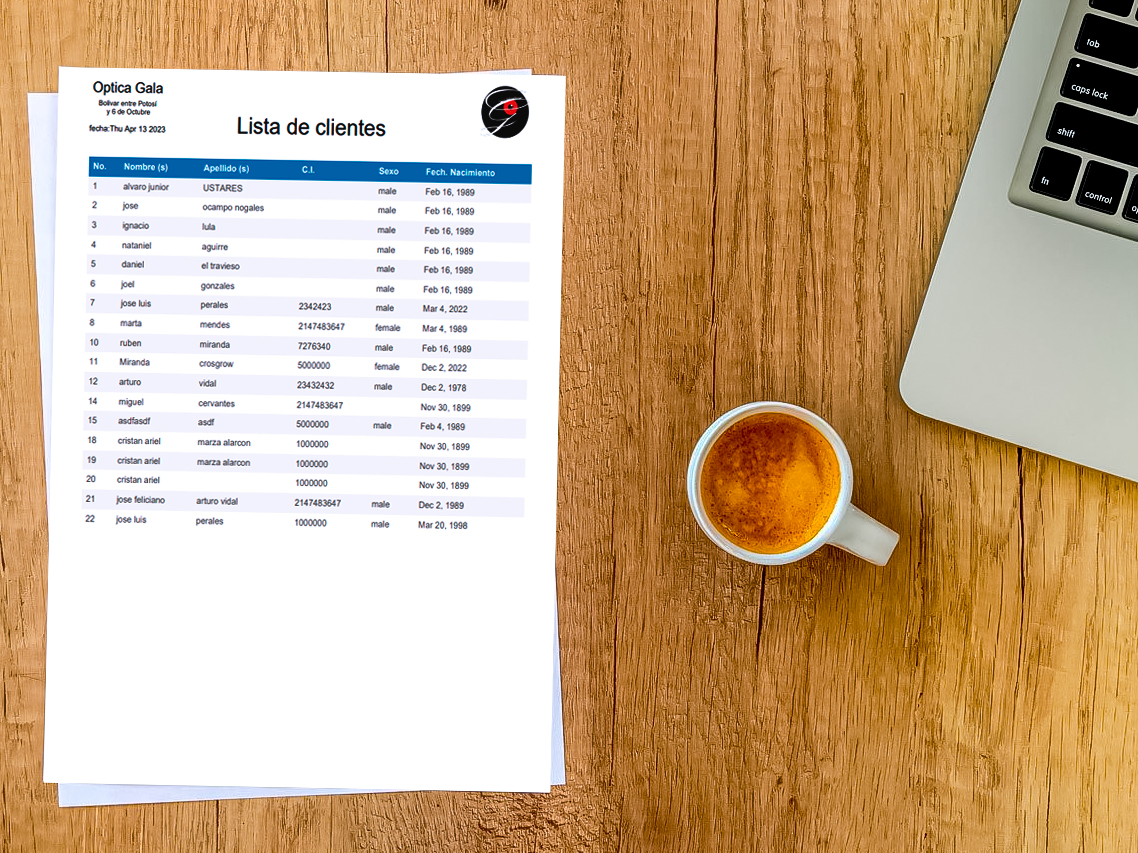 Optica Gala
Bolivar entre Potosí
y 6 de Octubre
fecha:Thu Apr 13 2023
Lista de clientes
No. Nombre (s) Apellido (s) C.I. Sexo Fech. Nacimiento
1 alvaro junior USTARES male Feb 16, 1989
2 jose ocampo nogales male Feb 16, 1989
3 ignacio lula male Feb 16, 1989
4 nataniel aguirre male Feb 16, 1989
5 daniel el travieso male Feb 16, 1989
6 joel gonzales male Feb 16, 1989
7 jose luis perales 2342423 male Mar 4, 2022
8 marta mendes 2147483647 female Mar 4, 1989
10 ruben miranda 7276340 male Feb 16, 1989
11 Miranda crosgrow 5000000 female Dec 2, 2022
12 arturo vidal 23432432 male Dec 2, 1978
14 miguel cervantes 2147483647 Nov 30, 1899
15 asdfasdf asdf 5000000 male Feb 4, 1989
18 cristan ariel marza alarcon 1000000 Nov 30, 1899
19 cristan ariel marza alarcon 1000000 Nov 30, 1899
20 cristan ariel 1000000 Nov 30, 1899
21 jose feliciano arturo vidal 2147483647 male Dec 2, 1989
22 jose luis perales 1000000 male Mar 20, 1998
tab
caps lock
shift
fn control